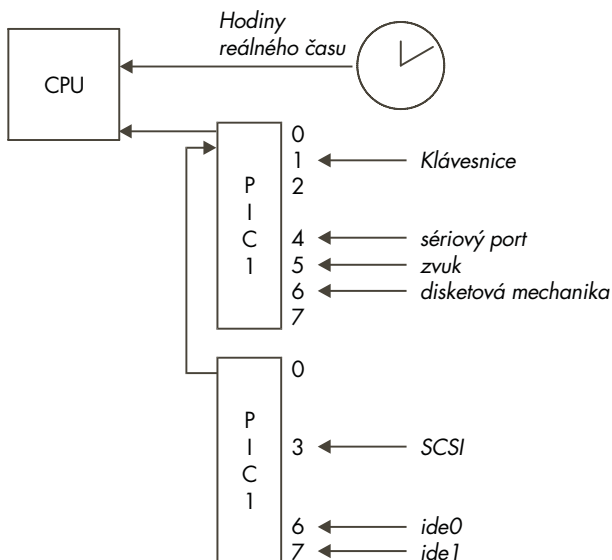 Hodiny
reálného času
CPU
0
1 Klávesnice
2
P
I
C
1
4 sériový port
5 zvuk
6 disketová mechanika
7
0
P
I
C
1
3 SCSI
6 ide0
7 ide1